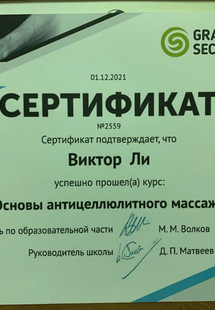 GRA
SEC
01.12.2021
СЕРТИФИКАТ
№2559
Сертификат подтверждает, что
Виктор Ли
успешно прошел(а) курс:
Основы антицеллюлитного массаж
ь по образовательной части М. М. Волков
Руководитель школы Д. П. Матвеев